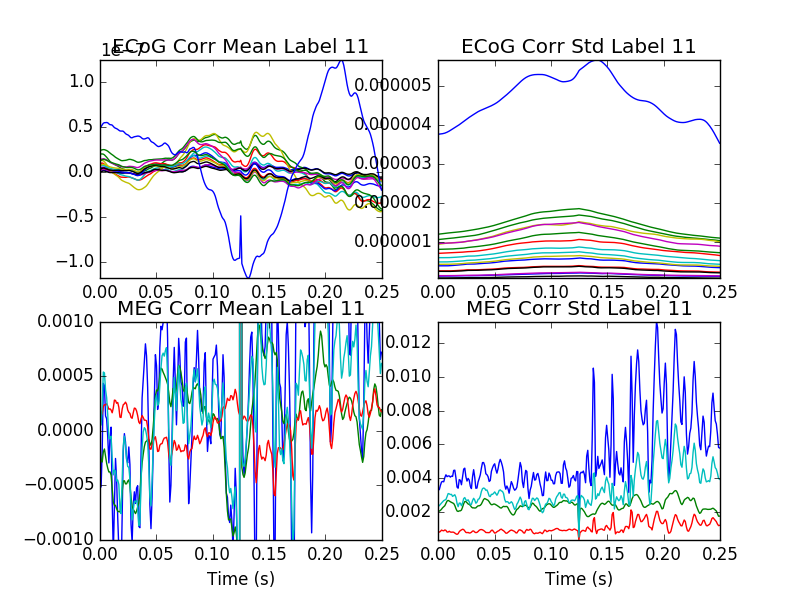 ECoG Corr Mean Label 11
1e−7
1.0
0.5
0.0
−0.5
−1.0
0.00 0.05 0.10 0.15 0.20 0.25
ECoG Corr Std Label 11
0.000005
0.000004
0.000003
0.000002
0.000001
0.00 0.05 0.10 0.15 0.20 0.25
MEG Corr Mean Label 11
0.0010
0.0005
0.0000
−0.0005
−0.0010
0.00 0.05 0.10 0.15 0.20 0.25
Time (s)
MEG Corr Std Label 11
0.012
0.010
0.008
0.006
0.004
0.002
0.00 0.05 0.10 0.15 0.20 0.25
Time (s)